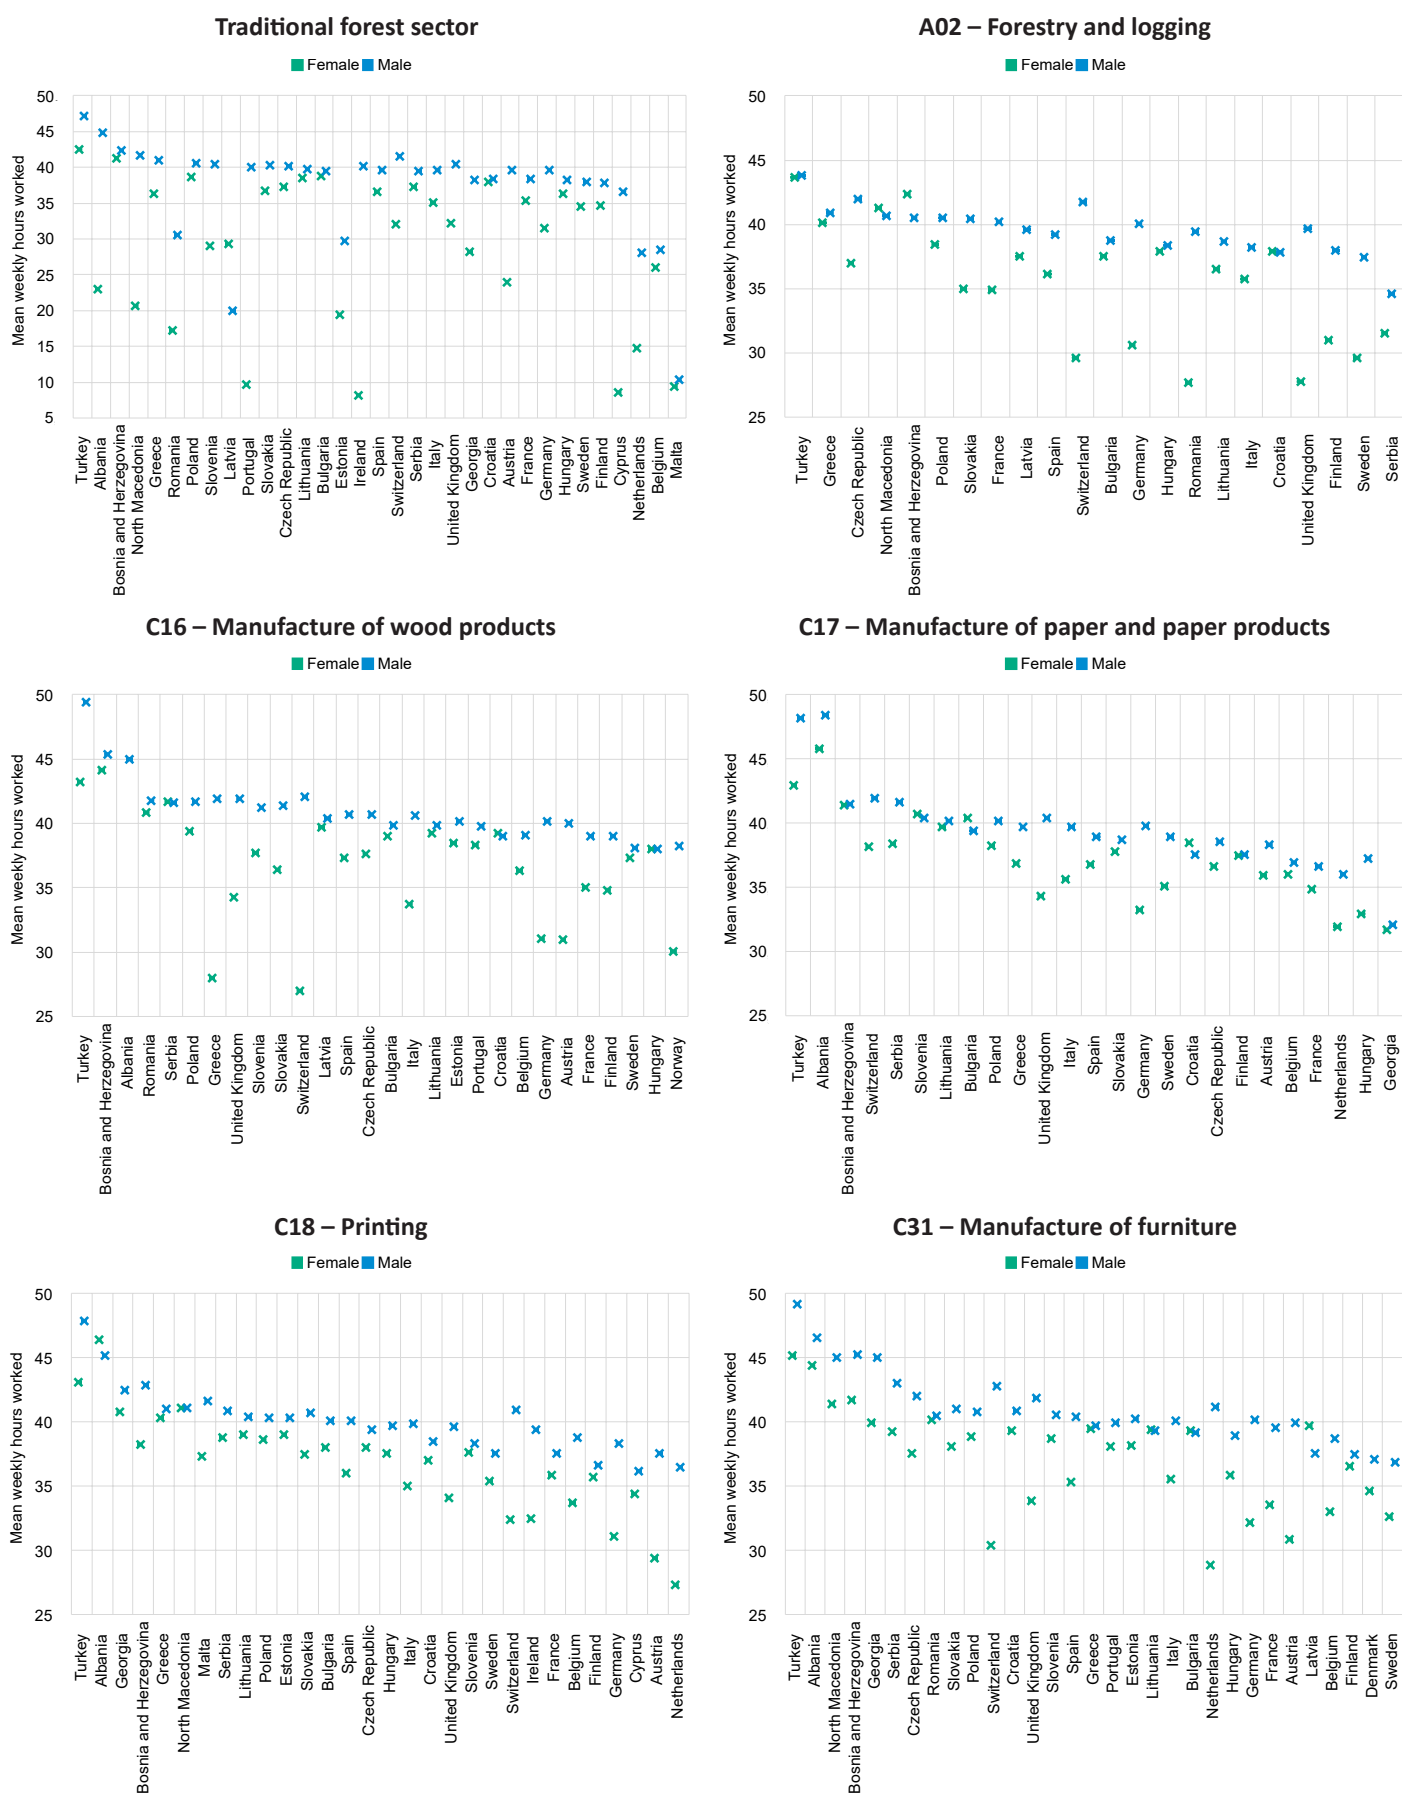 Traditional forest sector
Female Male
Mean weekly hours worked
50
45
40
35
30
25
20
15
10
5
Turkey
Albania
Bosnia and Herzegovina
North Macedonia
Greece
Romania
Poland
Slovenia
Latvia
Portugal
Slovakia
Czech Republic
Lithuania
Bulgaria
Estonia
Ireland
Spain
Switzerland
Serbia
Italy
United Kingdom
Georgia
Croatia
Austria
France
Germany
Hungary
Sweden
Finland
Cyprus
Netherlands
Belgium
Malta
A02 – Forestry and logging
Female Male
Mean weekly hours worked
50
45
40
35
30
25
Turkey
Greece
Czech Republic
North Macedonia
Bosnia and Herzegovina
Poland
Slovakia
France
Latvia
Spain
Switzerland
Bulgaria
Germany
Hungary
Romania
Lithuania
Italy
Croatia
United Kingdom
Finland
Sweden
Serbia
C16 – Manufacture of wood products
Female Male
Mean weekly hours worked
50
45
40
35
30
25
Turkey
Bosnia and Herzegovina
Albania
Romania
Serbia
Poland
Greece
United Kingdom
Slovenia
Slovakia
Switzerland
Latvia
Spain
Czech Republic
Bulgaria
Italy
Lithuania
Estonia
Portugal
Croatia
Belgium
Germany
Austria
France
Finland
Sweden
Hungary
Norway
C17 – Manufacture of paper and paper products
Female Male
Mean weekly hours worked
50
45
40
35
30
25
Turkey
Albania
Bosnia and Herzegovina
Switzerland
Serbia
Slovenia
Lithuania
Bulgaria
Poland
Greece
United Kingdom
Italy
Spain
Slovakia
Germany
Sweden
Croatia
Czech Republic
Finland
Austria
Belgium
France
Netherlands
Hungary
Georgia
C18 – Printing
Female Male
Mean weekly hours worked
50
45
40
35
30
25
Turkey
Albania
Georgia
Bosnia and Herzegovina
Greece
North Macedonia
Malta
Serbia
Lithuania
Poland
Estonia
Slovakia
Bulgaria
Spain
Czech Republic
Hungary
Italy
Croatia
United Kingdom
Slovenia
Sweden
Switzerland
Ireland
France
Belgium
Finland
Germany
Cyprus
Austria
Netherlands
C31 – Manufacture of furniture
Female Male
Mean weekly hours worked
50
45
40
35
30
25
Turkey
Albania
North Macedonia
Bosnia and Herzegovina
Georgia
Serbia
Czech Republic
Romania
Slovakia
Poland
Switzerland
Croatia
United Kingdom
Slovenia
Spain
Greece
Portugal
Estonia
Lithuania
Italy
Bulgaria
Netherlands
Hungary
Germany
France
Austria
Latvia
Belgium
Finland
Denmark
Sweden